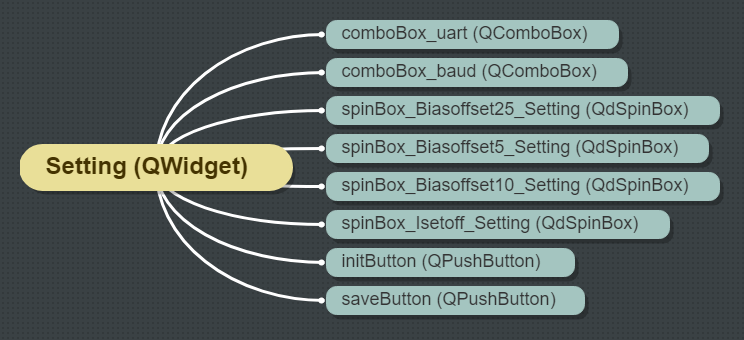 comboBox_uart (QComboBox)
comboBox_baud (QComboBox)
spinBox_Biasoffset25_Setting (QdSpinBox)
spinBox_Biasoffset5_Setting (QdSpinBox)
Setting (QWidget)
spinBox_Biasoffset10_Setting (QdSpinBox)
spinBox_Isetoff_Setting (QdSpinBox)
initButton (QPushButton)
saveButton (QPushButton)